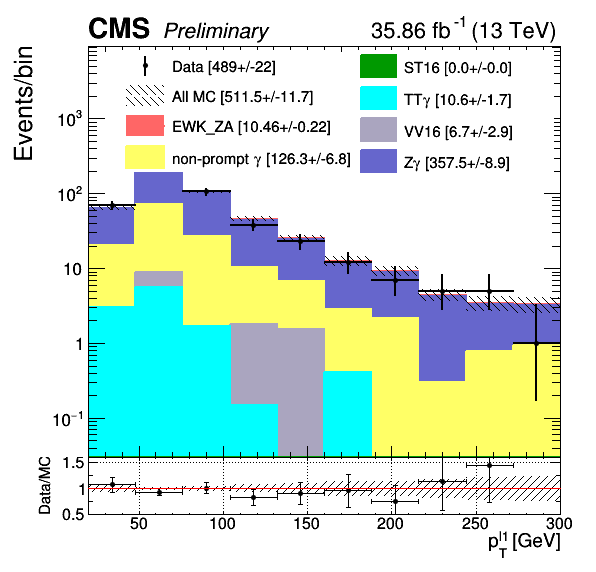 CMS Preliminary 35.86 fb⁻¹ (13 TeV)
Events/bin
Data [489+/-22]
All MC [511.5+/-11.7]
EWK_ZA [10.46+/-0.22]
non-prompt γ [126.3+/-6.8]
ST16 [0.0+/-0.0]
TTγ [10.6+/-1.7]
VV16 [6.7+/-2.9]
Zγ [357.5+/-8.9]
10³
10²
10
1
10⁻¹
Data/MC
1.5
1
0.5
50 100 150 200 250 300
p_T^l1 [GeV]